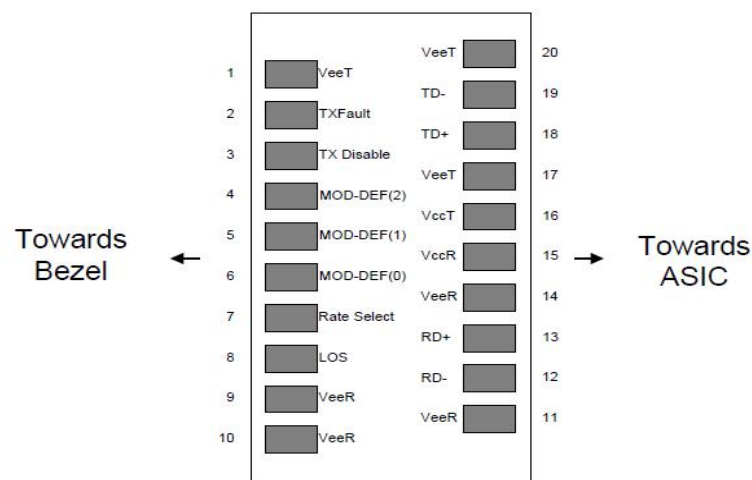 VeeT 20
1 VeeT
TD- 19
2 TXFault
TD+ 18
3 TX Disable
VeeT 17
4 MOD-DEF(2)
VccT 16
5 MOD-DEF(1)
Towards
Bezel
VccR 15
Towards
ASIC
6 MOD-DEF(0)
VeeR 14
7 Rate Select
RD+ 13
8 LOS
RD- 12
9 VeeR
VeeR 11
10 VeeR